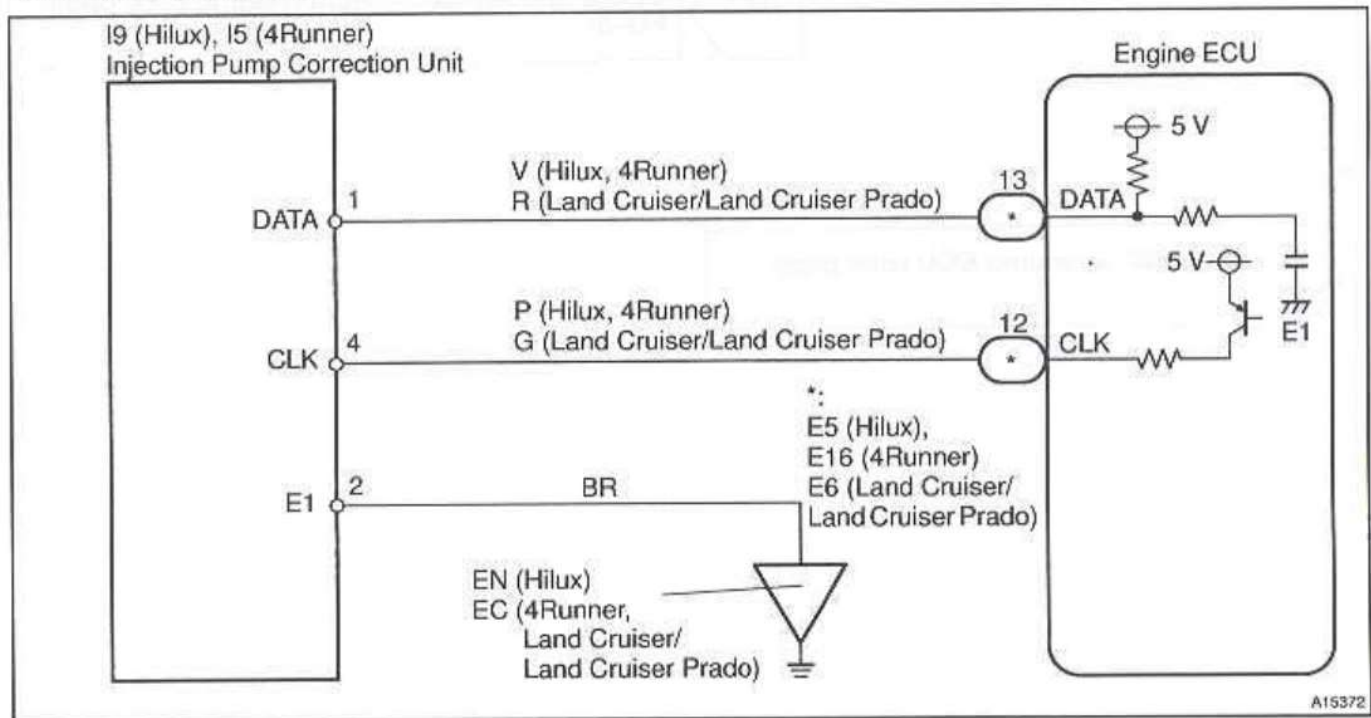 I9 (Hilux), I5 (4Runner)
Injection Pump Correction Unit
Engine ECU
5 V
V (Hilux, 4Runner)
R (Land Cruiser/Land Cruiser Prado)
DATA
1
13
*
DATA
5 V
E1
P (Hilux, 4Runner)
G (Land Cruiser/Land Cruiser Prado)
CLK
4
12
*
CLK
*:
E5 (Hilux),
E16 (4Runner)
E6 (Land Cruiser/
Land Cruiser Prado)
E1
2
BR
EN (Hilux)
EC (4Runner,
Land Cruiser/
Land Cruiser Prado)
A15372